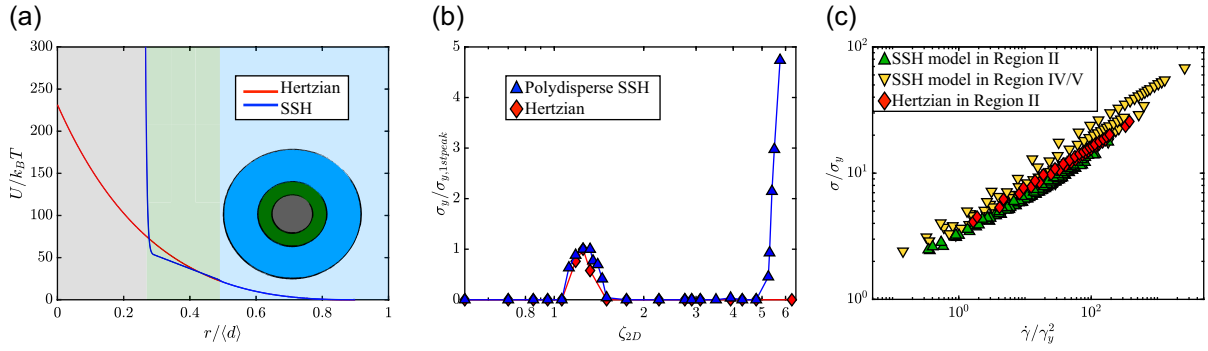 (a)
300
250
200
150
100
50
0
U/k_BT
0 0.2 0.4 0.6 0.8 1
r/⟨d⟩
Hertzian
SSH
(b)
5
4
3
2
1
0
σ_y/σ_{y,1stpeak}
0.8 1 2 3 4 5 6
ζ_{2D}
Polydisperse SSH
Hertzian
(c)
10^2
10^1
10^0
σ/σ_y
10^0 10^2
γ̇/γ_y^2
SSH model in Region II
SSH model in Region IV/V
Hertzian in Region II